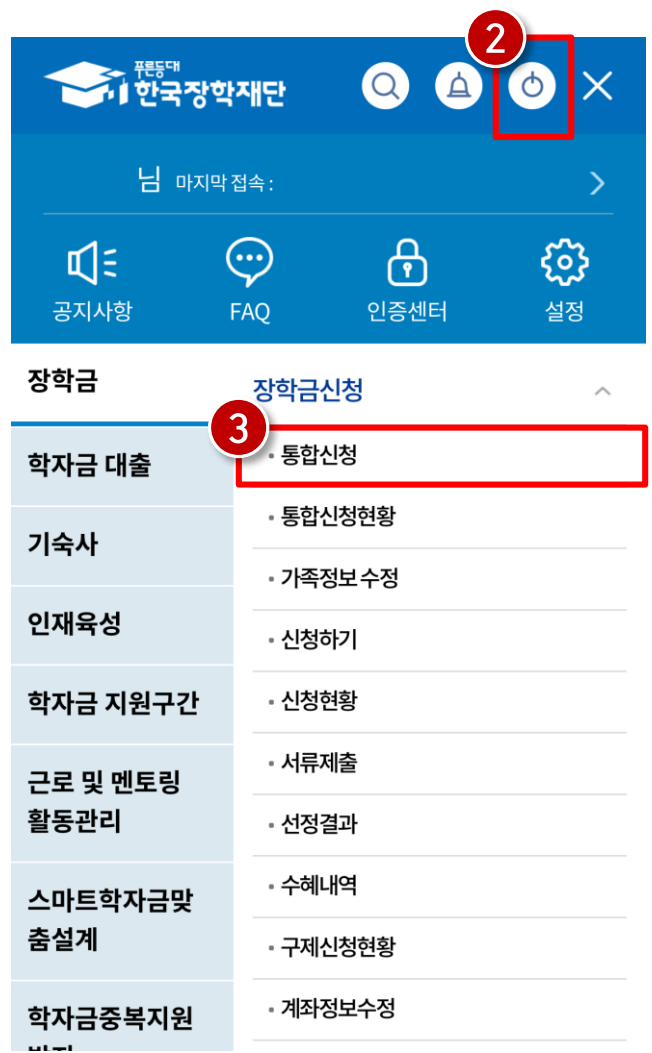 2
푸른등대
한국장학재단
님 마지막 접속 :
공지사항 FAQ 인증센터 설정
장학금
장학금신청
3
통합신청
학자금 대출
통합신청현황
기숙사
가족정보 수정
인재육성
신청하기
학자금 지원구간
신청현황
서류제출
근로 및 멘토링
활동관리
선정결과
수혜내역
스마트학자금맞
춤설계
구제신청현황
계좌정보수정
학자금중복지원